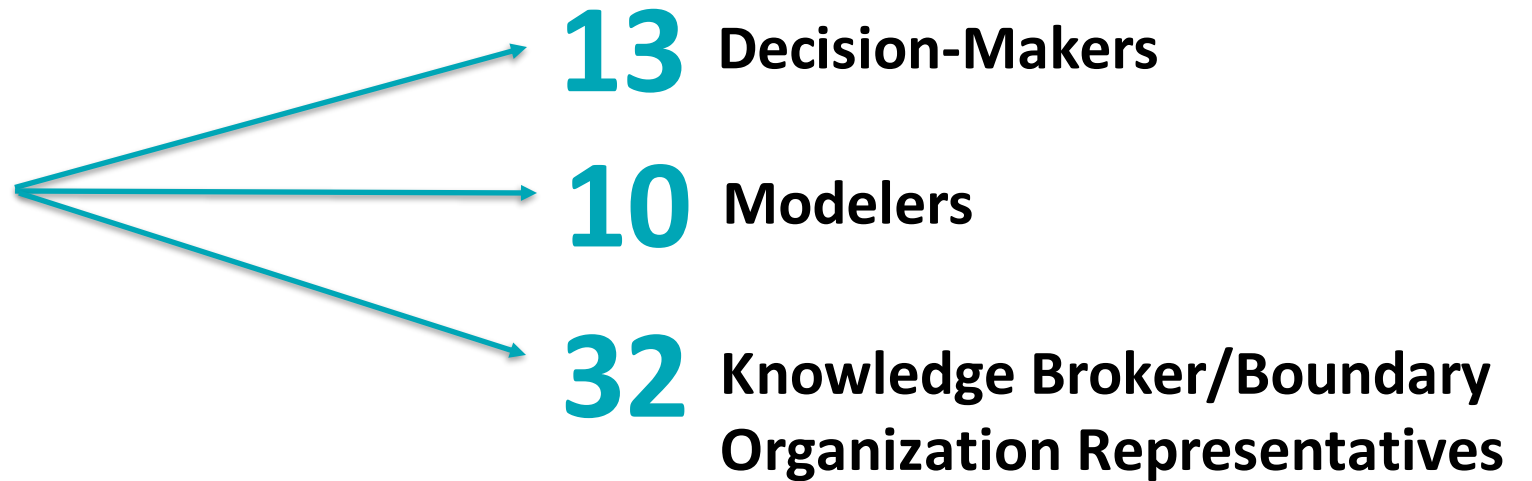 13 Decision-Makers
10 Modelers
32 Knowledge Broker/Boundary
Organization Representatives